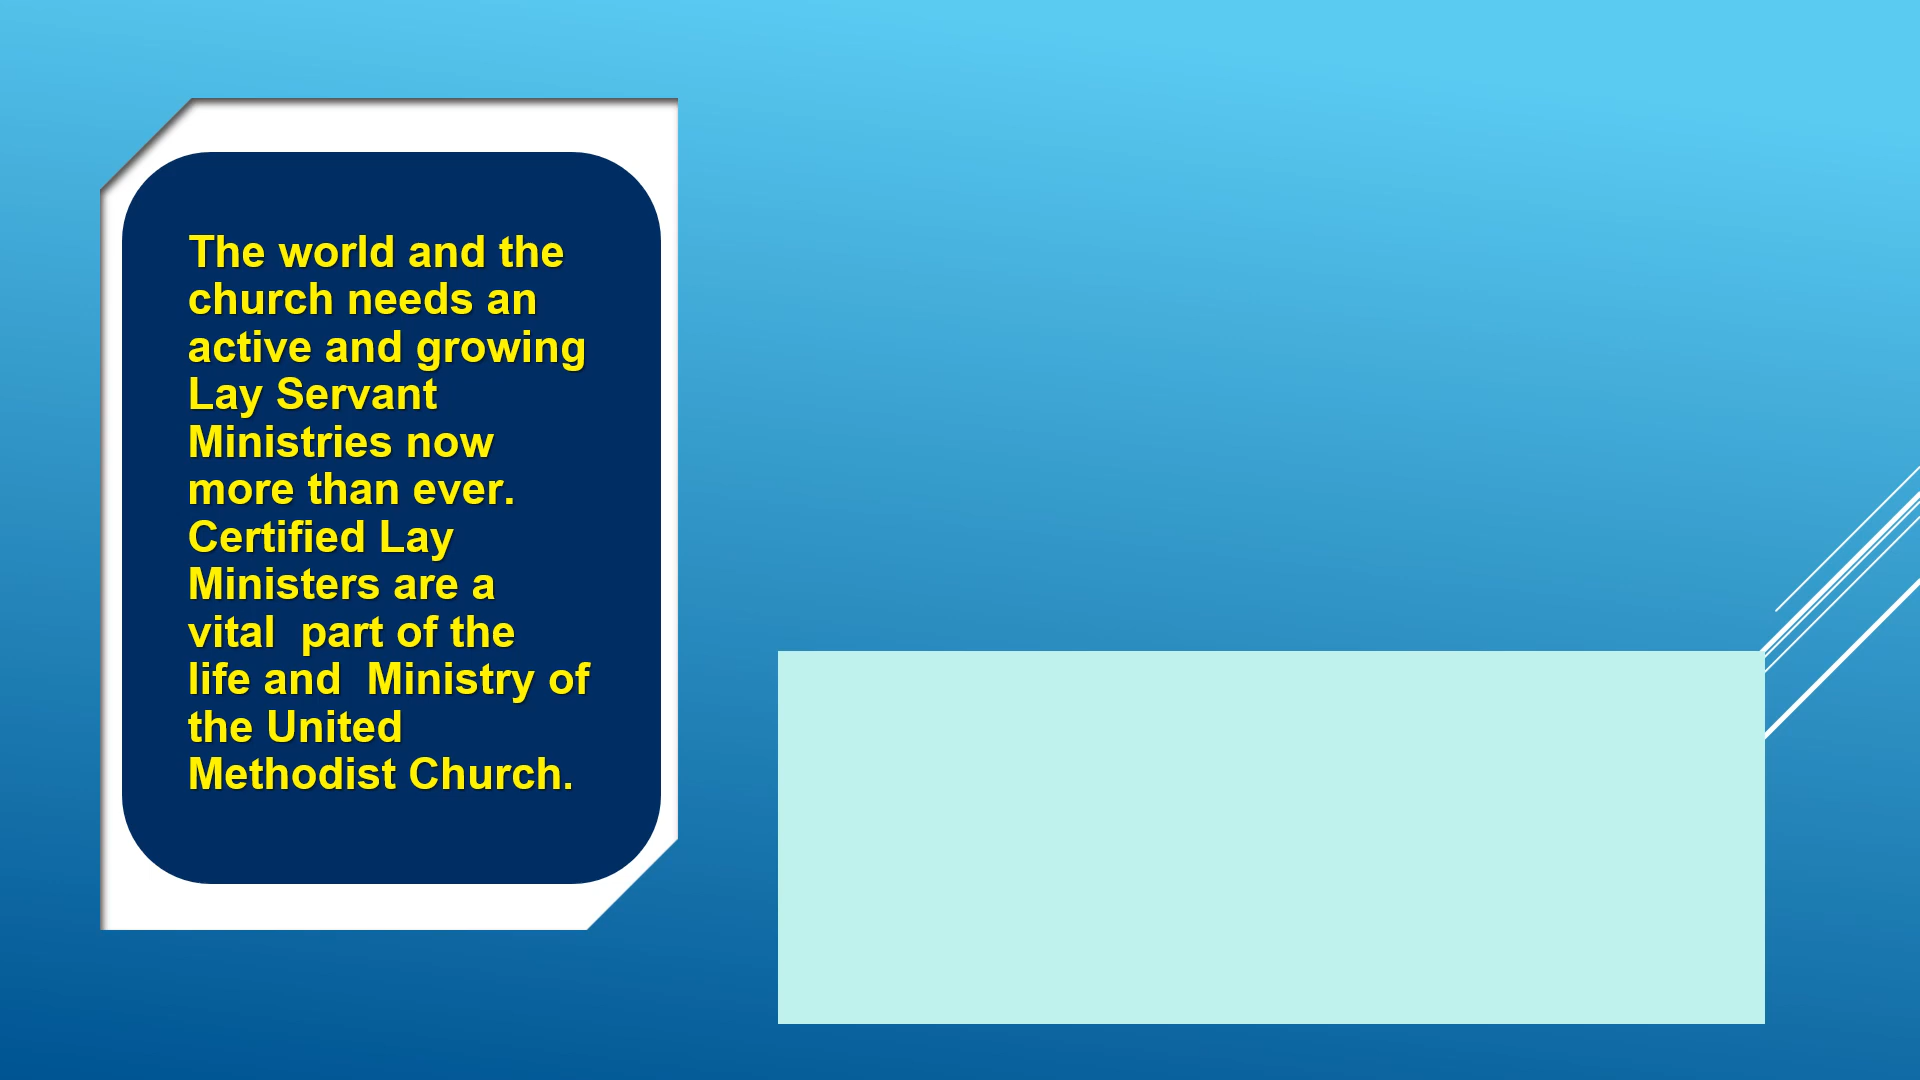 The world and the
church needs an
active and growing
Lay Servant
Ministries now
more than ever.
Certified Lay
Ministers are a
vital  part of the
life and  Ministry of
the United
Methodist Church.